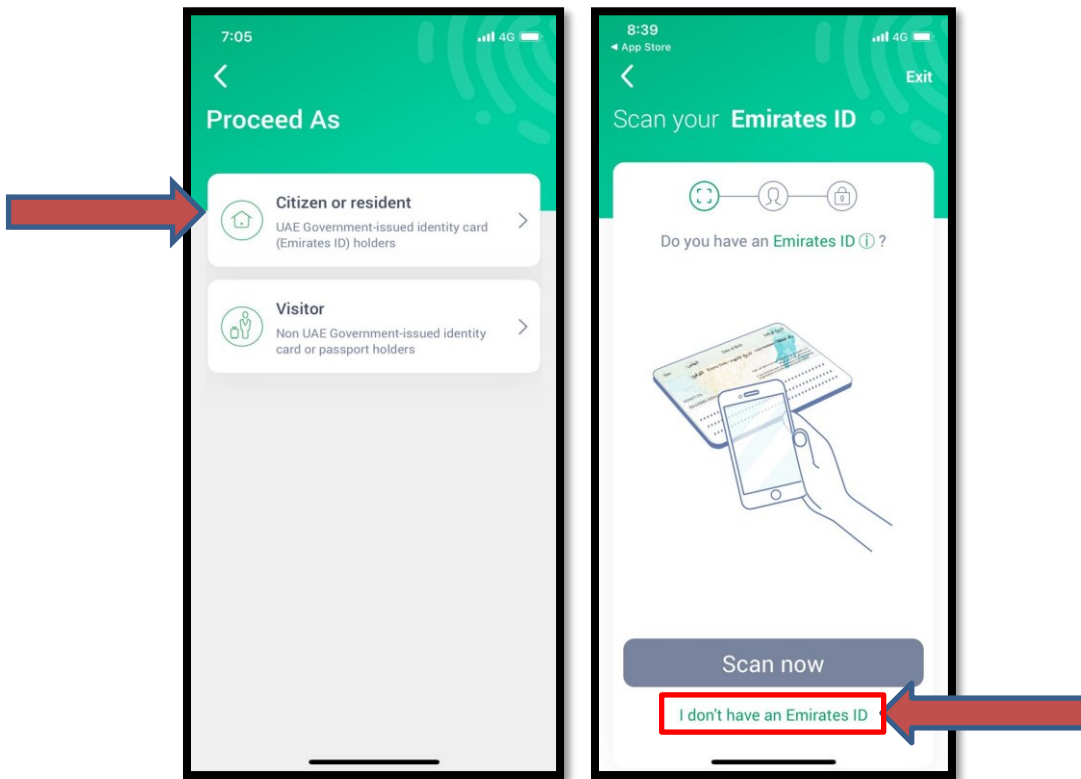 7:05
4G
Proceed As
Citizen or resident
UAE Government-issued identity card
(Emirates ID) holders
Visitor
Non UAE Government-issued identity
card or passport holders
8:39
4G
◀ App Store
Exit
Scan your Emirates ID
Do you have an Emirates ID ⓘ ?
Scan now
I don't have an Emirates ID